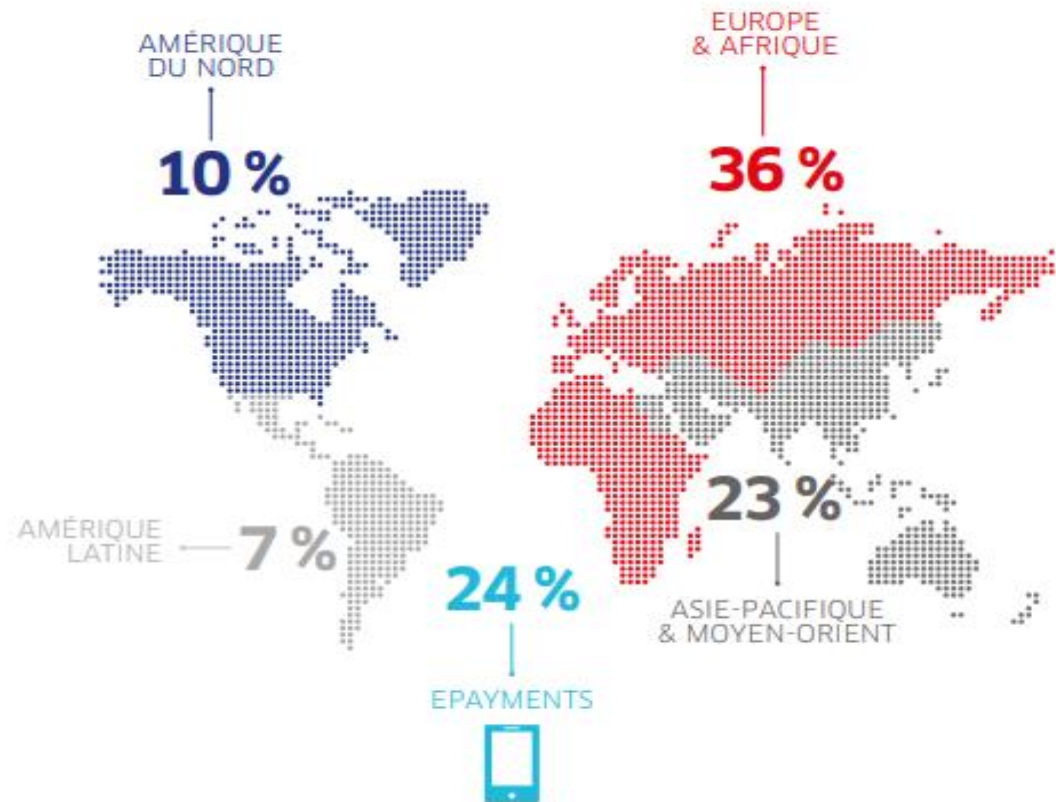 AMÉRIQUE
DU NORD
10 %
EUROPE
& AFRIQUE
36 %
AMÉRIQUE
LATINE
7 %
23 %
ASIE-PACIFIQUE
& MOYEN-ORIENT
24 %
EPAYMENTS